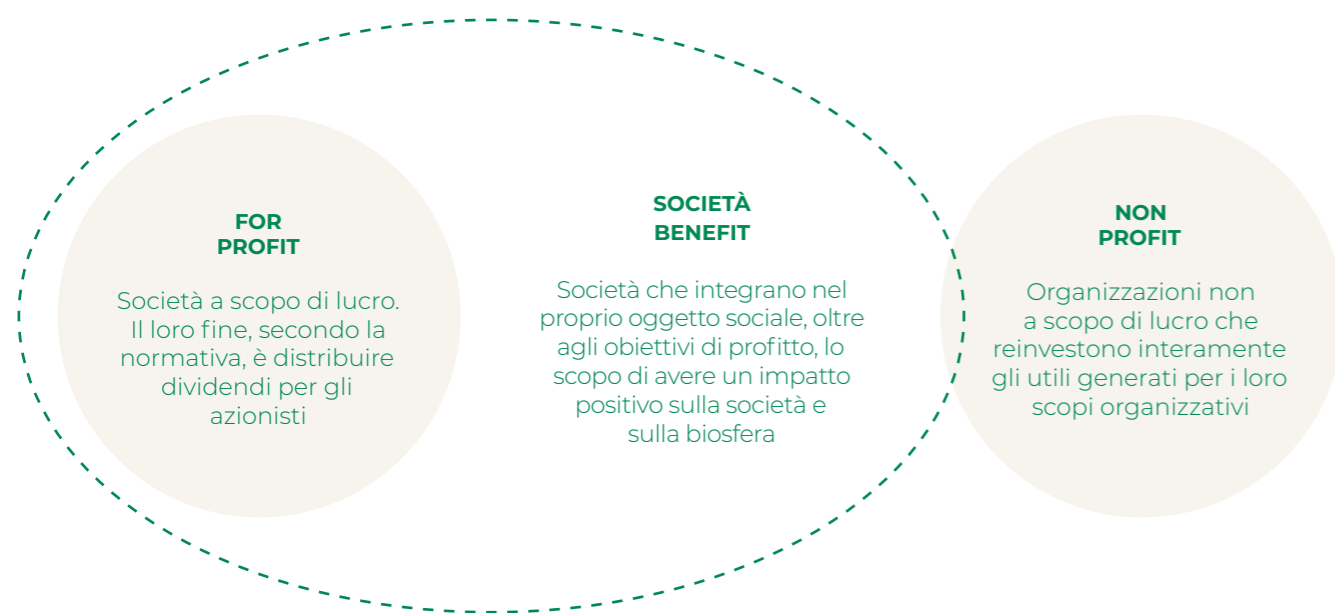 FOR
PROFIT
Società a scopo di lucro.
Il loro fine, secondo la
normativa, è distribuire
dividendi per gli
azionisti
SOCIETÀ
BENEFIT
Società che integrano nel
proprio oggetto sociale, oltre
agli obiettivi di profitto, lo
scopo di avere un impatto
positivo sulla società e
sulla biosfera
NON
PROFIT
Organizzazioni non
a scopo di lucro che
reinvestono interamente
gli utili generati per i loro
scopi organizzativi